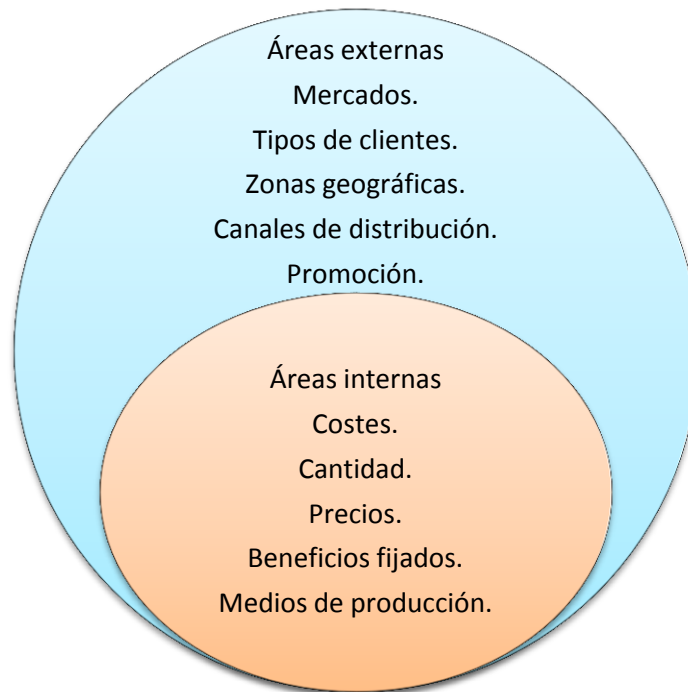 Áreas externas
Mercados.
Tipos de clientes.
Zonas geográficas.
Canales de distribución.
Promoción.
Áreas internas
Costes.
Cantidad.
Precios.
Beneficios fijados.
Medios de producción.